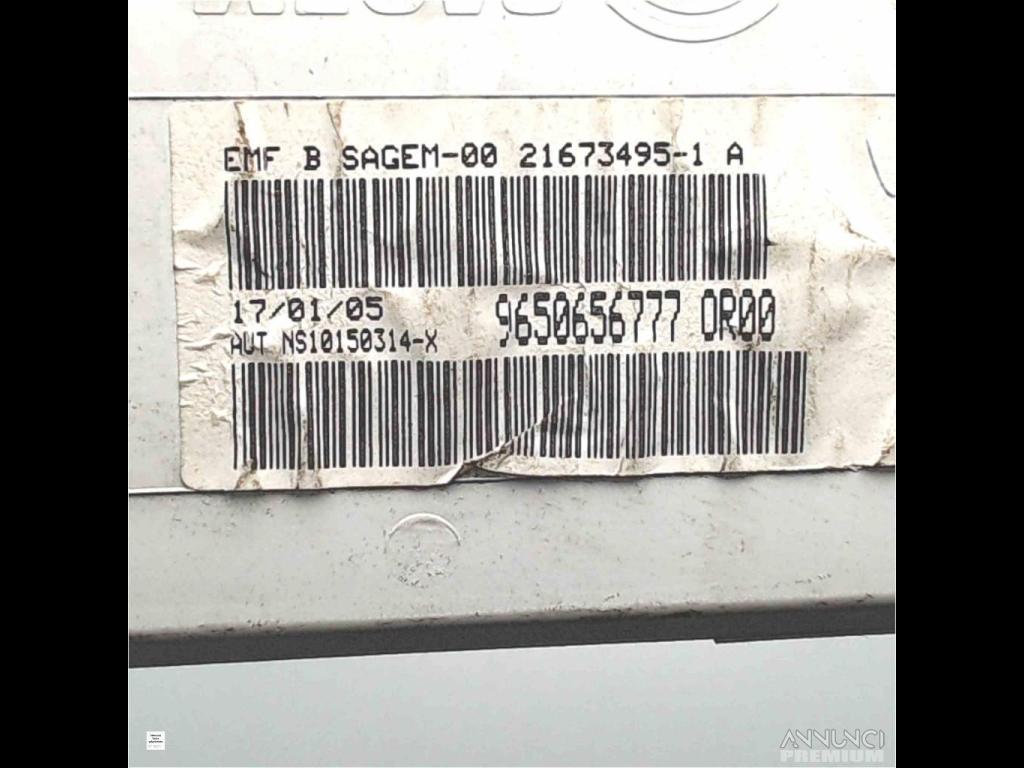 EMF B SAGEM-00 21673495-1 A
17/01/05
9650656777 0R00
AUT NS10150314-X
ANNUNCI
PREMIUM